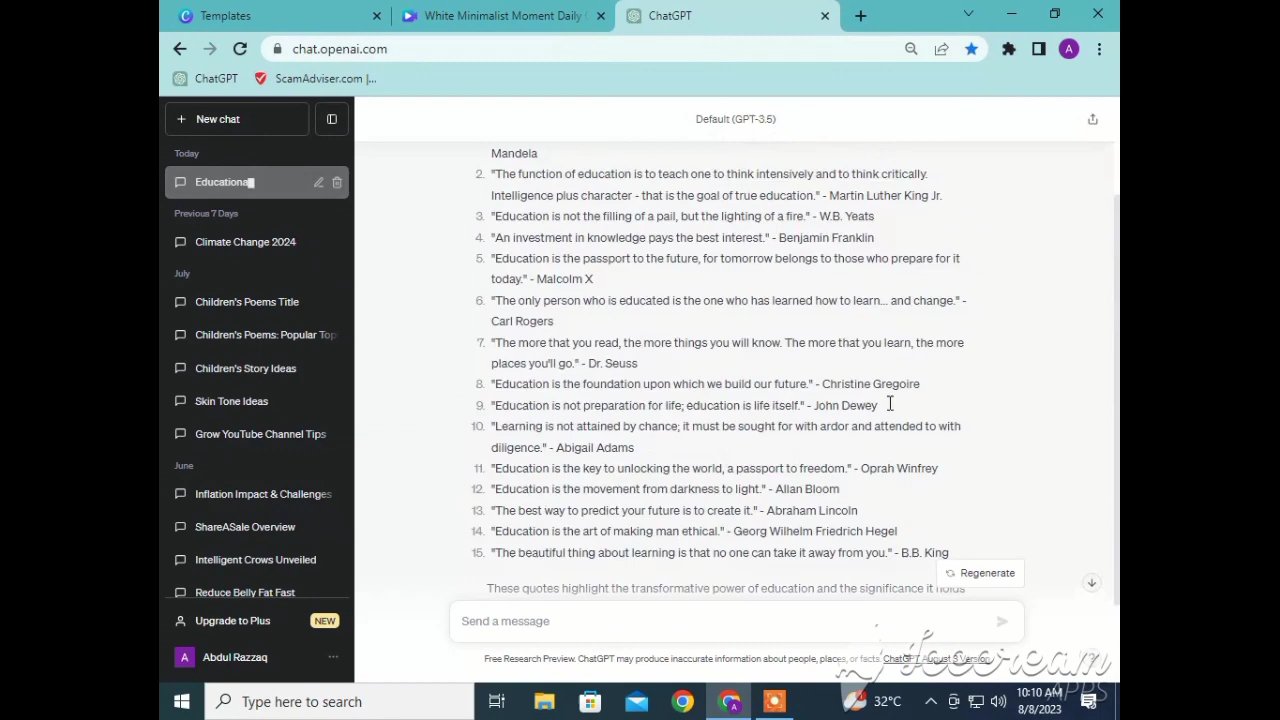 Templates
White Minimalist Moment Daily
ChatGPT
chat.openai.com
A
ChatGPT
ScamAdviser.com |...
New chat
Default (GPT-3.5)
Today
Educationa
Previous 7 Days
Climate Change 2024
July
Children's Poems Title
Children's Poems: Popular Top
Children's Story Ideas
Skin Tone Ideas
Grow YouTube Channel Tips
June
Inflation Impact & Challenges
ShareASale Overview
Intelligent Crows Unveiled
Reduce Belly Fat Fast
Upgrade to Plus
NEW
A
Abdul Razzaq
Mandela
2. "The function of education is to teach one to think intensively and to think critically.
Intelligence plus character - that is the goal of true education." - Martin Luther King Jr.
3. "Education is not the filling of a pail, but the lighting of a fire." - W.B. Yeats
4. "An investment in knowledge pays the best interest." - Benjamin Franklin
5. "Education is the passport to the future, for tomorrow belongs to those who prepare for it
today." - Malcolm X
6. "The only person who is educated is the one who has learned how to learn... and change." -
Carl Rogers
7. "The more that you read, the more things you will know. The more that you learn, the more
places you'll go." - Dr. Seuss
8. "Education is the foundation upon which we build our future." - Christine Gregoire
9. "Education is not preparation for life; education is life itself." - John Dewey
10. "Learning is not attained by chance; it must be sought for with ardor and attended to with
diligence." - Abigail Adams
11. "Education is the key to unlocking the world, a passport to freedom." - Oprah Winfrey
12. "Education is the movement from darkness to light." - Allan Bloom
13. "The best way to predict your future is to create it." - Abraham Lincoln
14. "Education is the art of making man ethical." - Georg Wilhelm Friedrich Hegel
15. "The beautiful thing about learning is that no one can take it away from you." - B.B. King
Regenerate
These quotes highlight the transformative power of education and the significance it holds
Send a message
Free Research Preview. ChatGPT may produce inaccurate information about people, places, or facts. ChatGPT August 3 Version
Icecream
APPS
Type here to search
32°C
10:10 AM
8/8/2023